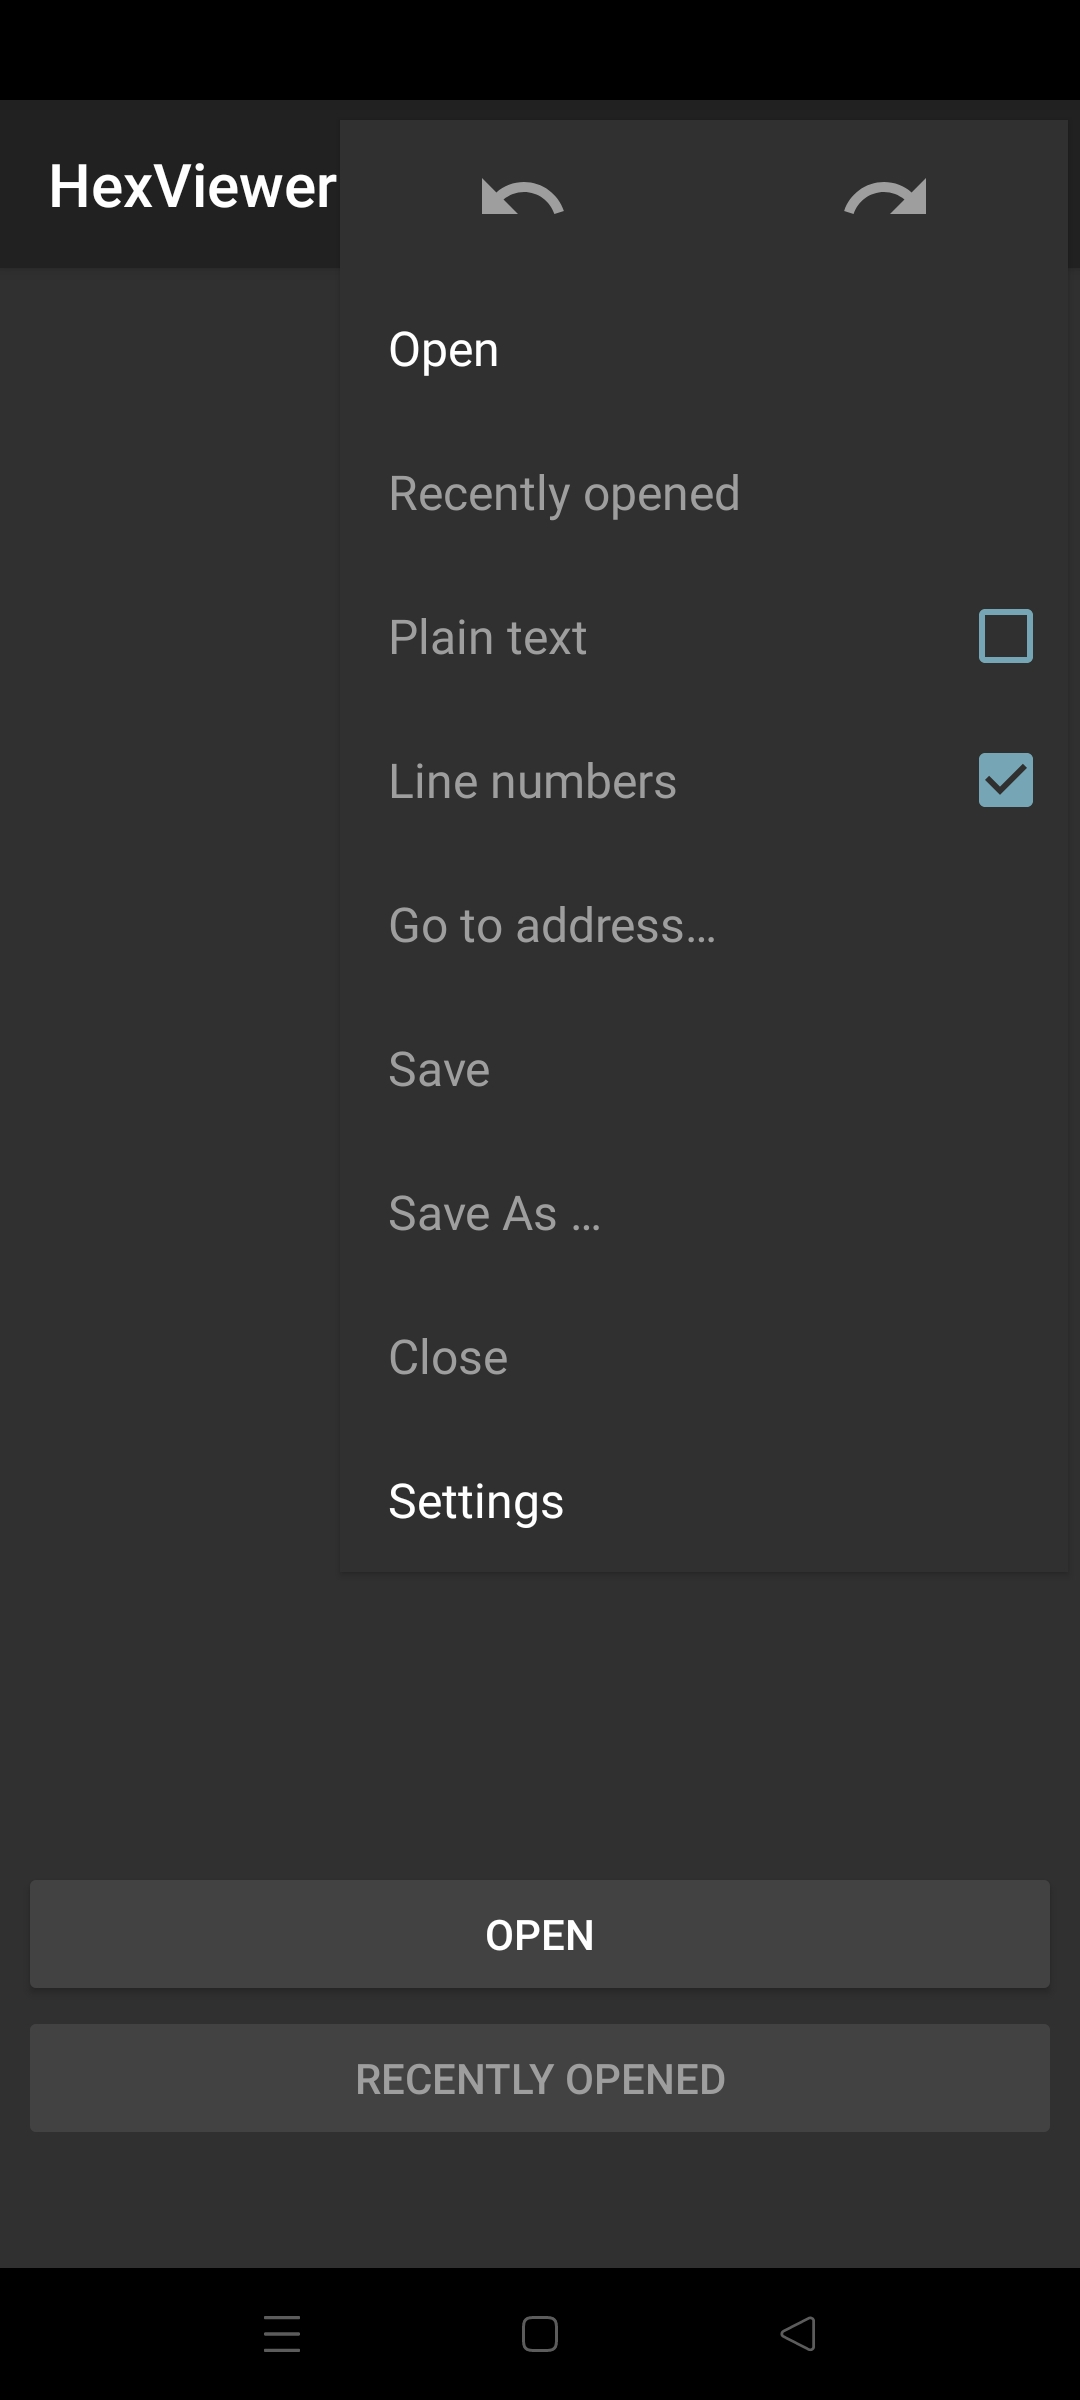 HexViewer
Open
Recently opened
Plain text
Line numbers
Go to address…
Save
Save As …
Close
Settings
OPEN
RECENTLY OPENED